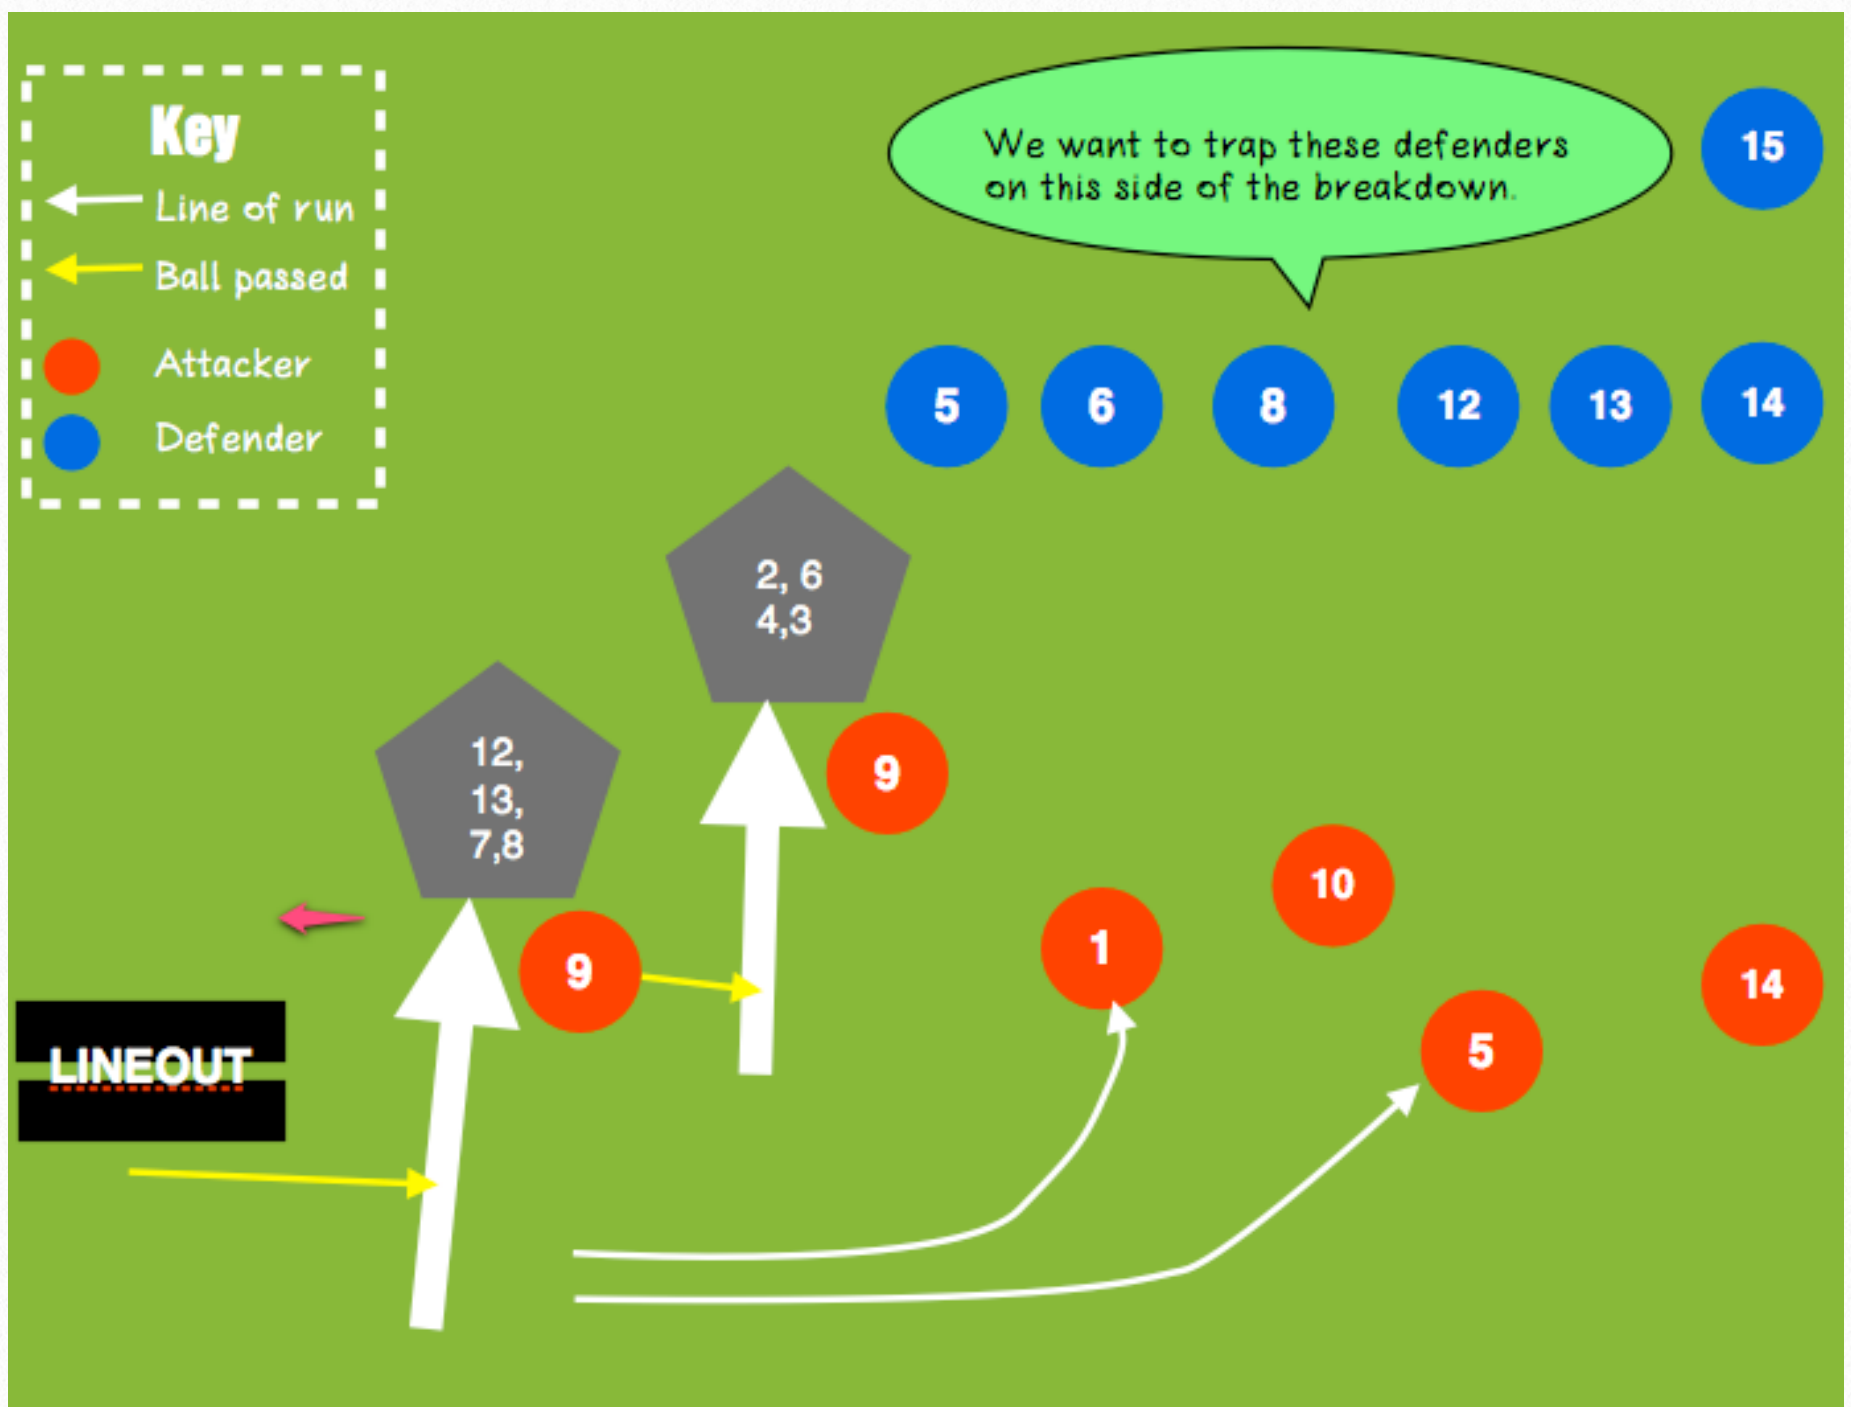 Key
Line of run
Ball passed
Attacker
Defender
We want to trap these defenders
on this side of the breakdown.
15
5
6
8
12
13
14
2, 6
4,3
12,
13,
7,8
9
9
1
10
14
5
LINEOUT